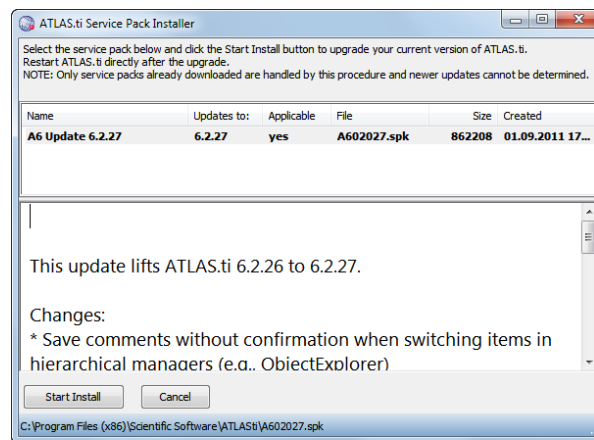 ATLAS.ti Service Pack Installer
Select the service pack below and click the Start Install button to upgrade your current version of ATLAS.ti.
Restart ATLAS.ti directly after the upgrade.
NOTE: Only service packs already downloaded are handled by this procedure and newer updates cannot be determined.
Name Updates to: Applicable File Size Created
A6 Update 6.2.27 6.2.27 yes A602027.spk 862208 01.09.2011 17...
This update lifts ATLAS.ti 6.2.26 to 6.2.27.
Changes:
* Save comments without confirmation when switching items in
hierarchical managers (e.g., ObjectExplorer)
Start Install Cancel
C:\Program Files (x86)\Scientific Software\ATLASti\A602027.spk